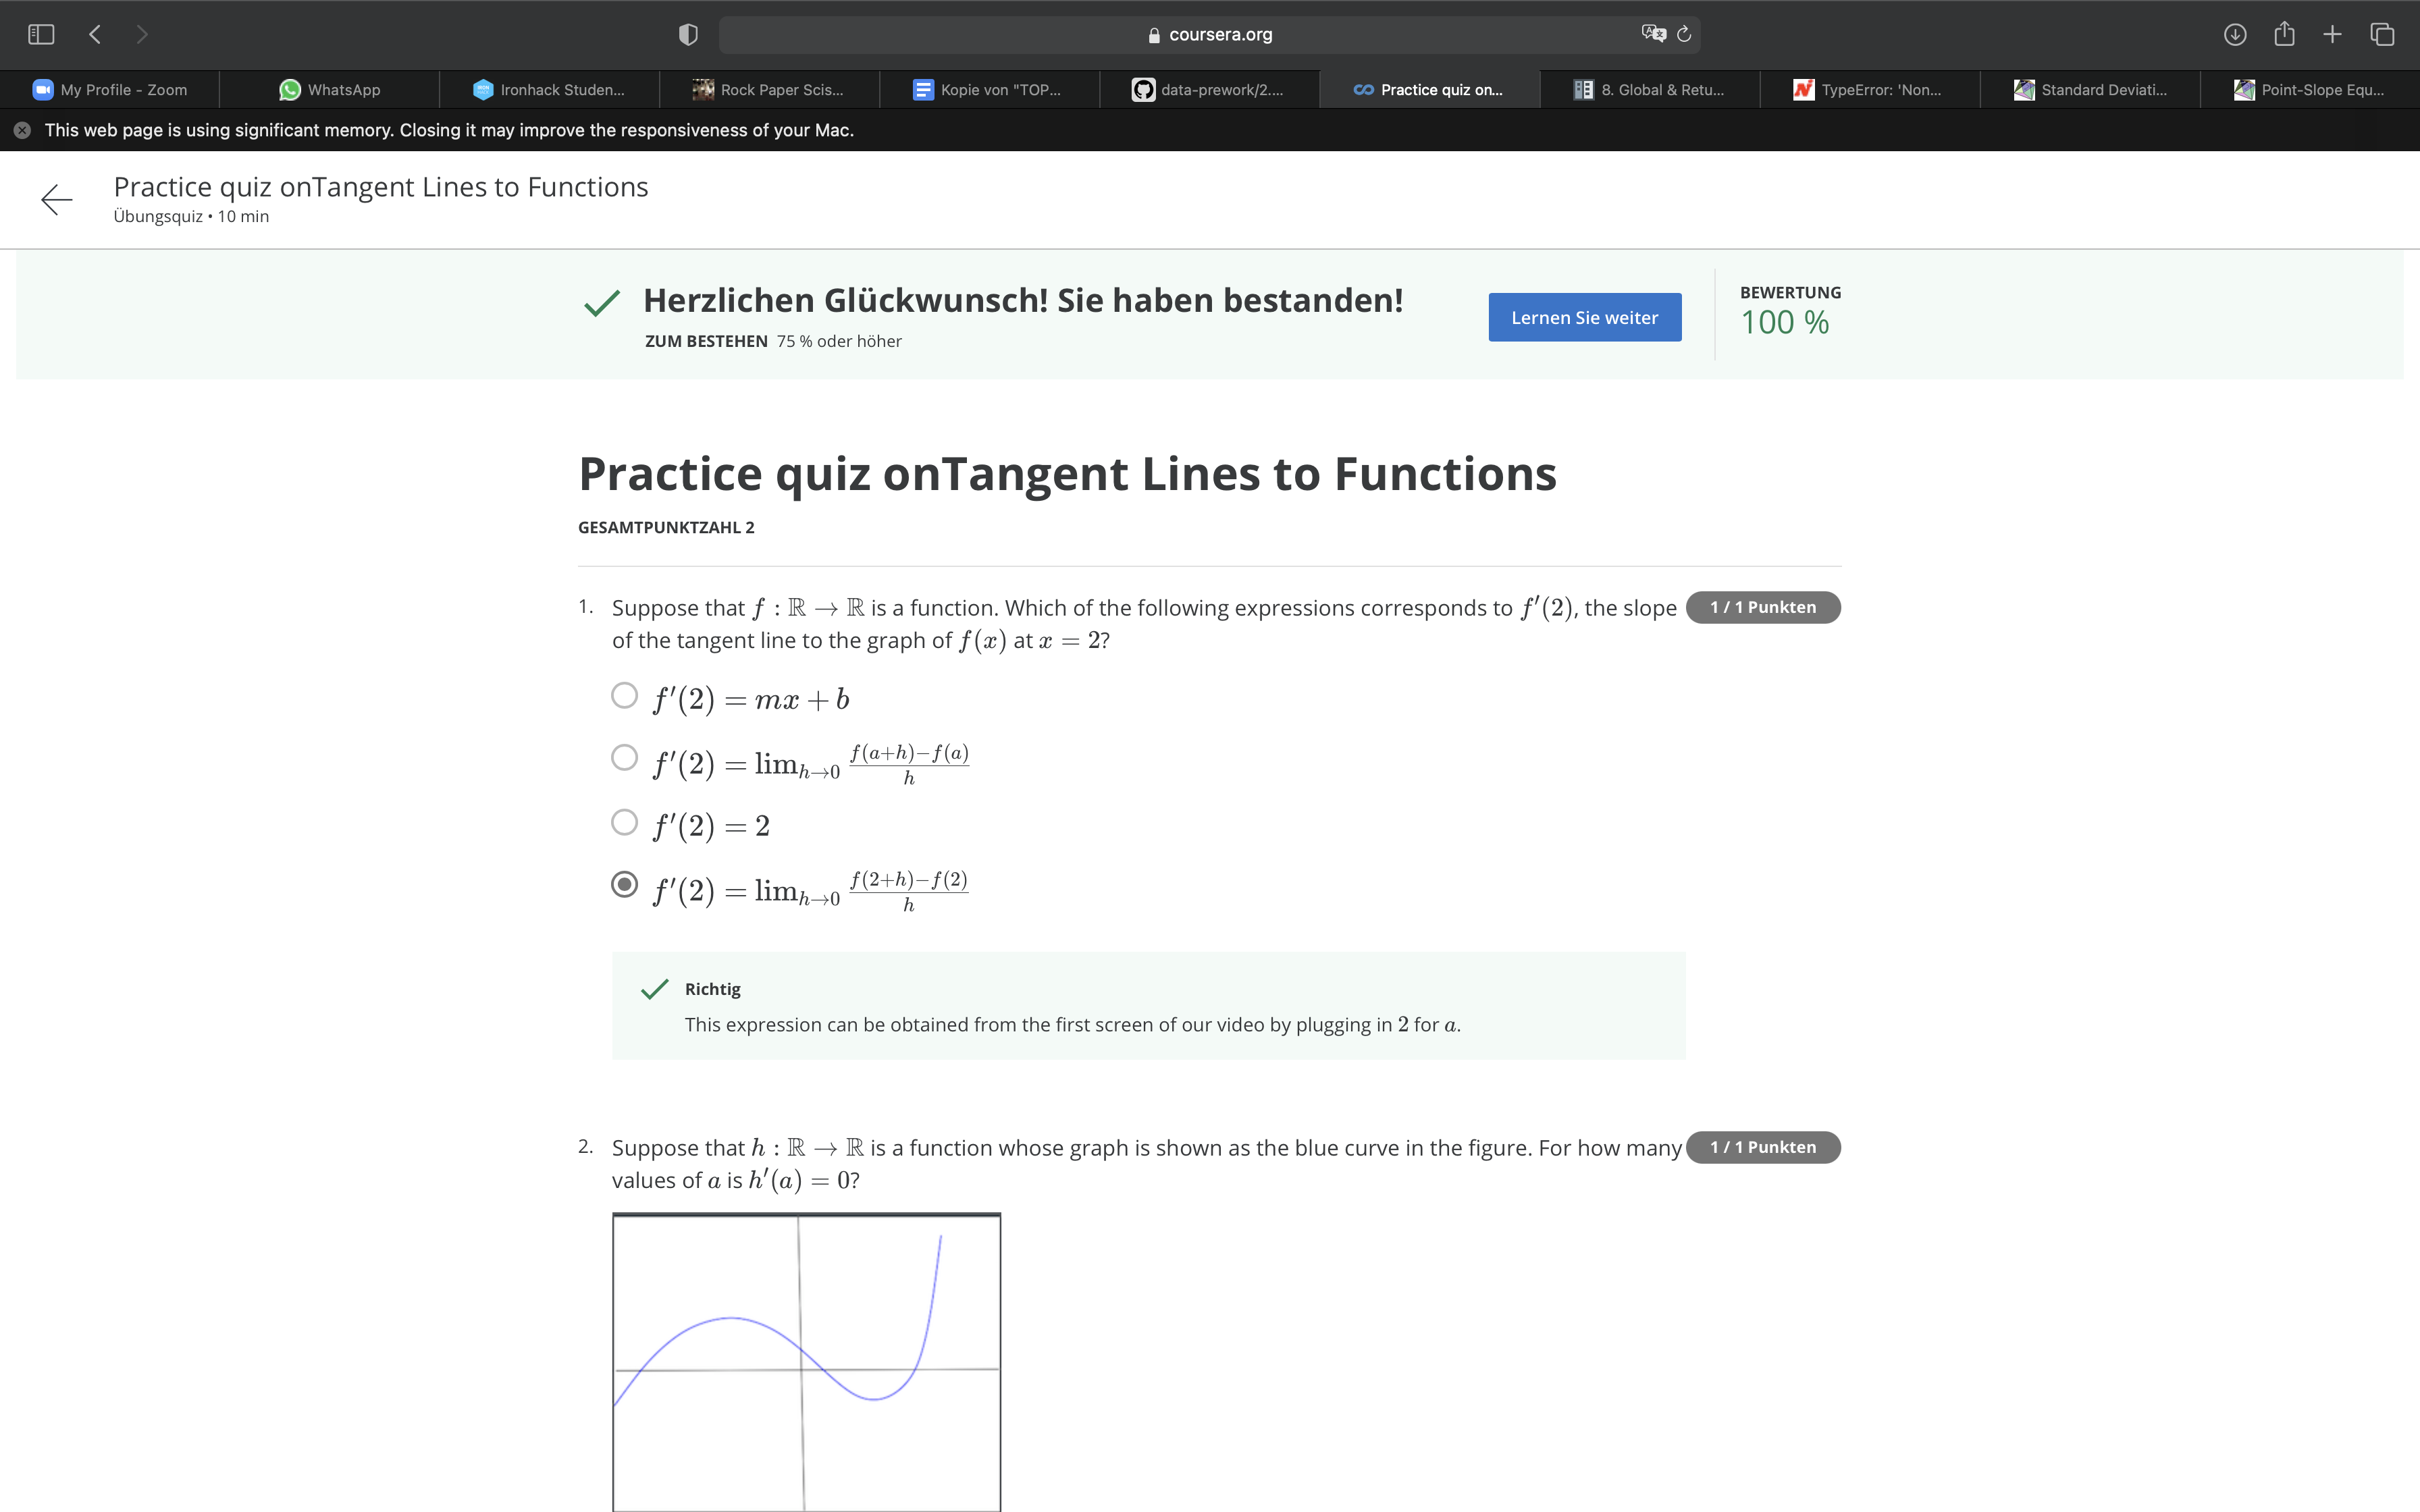 coursera.org
My Profile - Zoom
WhatsApp
Ironhack Studen...
Rock Paper Scis...
Kopie von "TOP...
data-prework/2....
Practice quiz on...
8. Global & Retu...
TypeError: 'Non...
Standard Deviati...
Point-Slope Equ...
This web page is using significant memory. Closing it may improve the responsiveness of your Mac.
Practice quiz onTangent Lines to Functions
Übungsquiz • 10 min
Herzlichen Glückwunsch! Sie haben bestanden!
ZUM BESTEHEN 75 % oder höher
Lernen Sie weiter
BEWERTUNG
100 %
Practice quiz onTangent Lines to Functions
GESAMTPUNKTZAHL 2
1. Suppose that f : ℝ → ℝ is a function. Which of the following expressions corresponds to f′(2), the slope
of the tangent line to the graph of f(x) at x = 2?
1 / 1 Punkten
f′(2) = mx + b
f′(2) = lim_{h→0} \frac{f(a+h)−f(a)}{h}
f′(2) = 2
f′(2) = lim_{h→0} \frac{f(2+h)−f(2)}{h}
Richtig
This expression can be obtained from the first screen of our video by plugging in 2 for a.
2. Suppose that h : ℝ → ℝ is a function whose graph is shown as the blue curve in the figure. For how many
values of a is h′(a) = 0?
1 / 1 Punkten